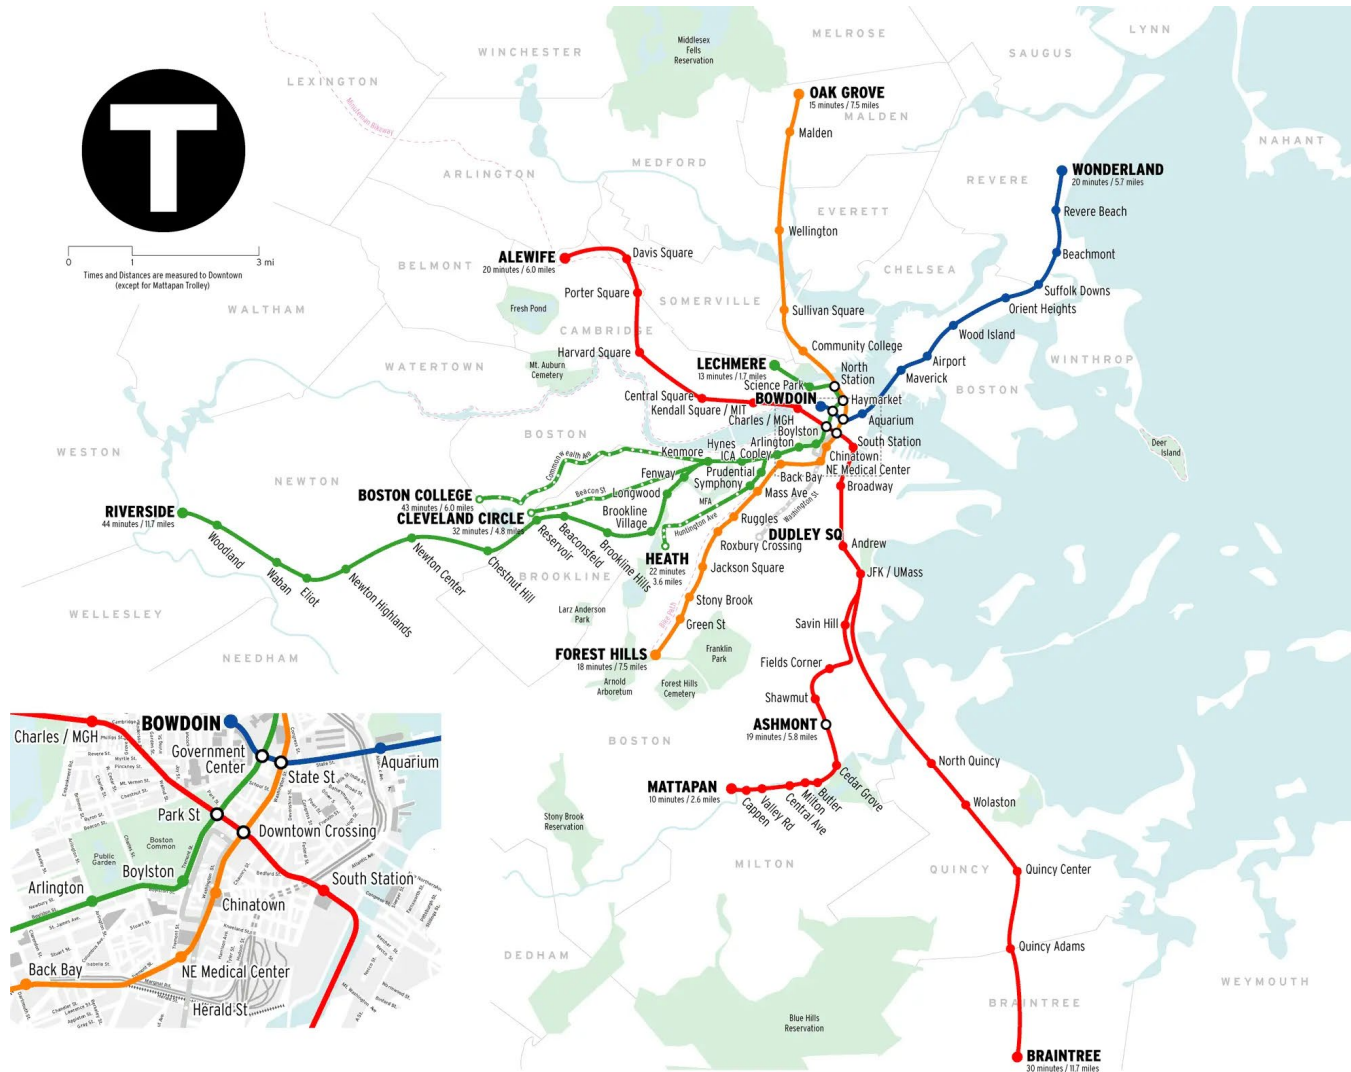 T
0
1
3 mi
Times and Distances are measured to Downtown
(except for Mattapan Trolley)
LEXINGTON
WINCHESTER
Middlesex
Fells
Reservation
MELROSE
SAUGUS
LYNN
NAHANT
Minuteman Bikeway
ARLINGTON
MEDFORD
OAK GROVE
15 minutes / 7.5 miles
MALDEN
Malden
REVERE
WONDERLAND
20 minutes / 5.7 miles
Revere Beach
Beachmont
Suffolk Downs
Orient Heights
Wood Island
Airport
Maverick
EVERETT
Wellington
CHELSEA
WINTHROP
BOSTON
BELMONT
ALEWIFE
20 minutes / 6.0 miles
Davis Square
Porter Square
SOMERVILLE
Sullivan Square
Fresh Pond
WALTHAM
CAMBRIDGE
Harvard Square
Community College
WATERTOWN
Mt. Auburn
Cemetery
LECHMERE
13 minutes / 1.7 miles
Science Park
North
Station
Haymarket
BOWDOIN
Central Square
Kendall Square / MIT
Charles / MGH
Aquarium
Boylston
South Station
Arlington
Chinatown
NE Medical Center
Copley
Hynes
ICA
Kenmore
BOSTON
Commonwealth Ave
Fenway
Prudential
Symphony
Back Bay
Broadway
Mass Ave
MFA
Longwood
Beacon St
WESTON
NEWTON
BOSTON COLLEGE
43 minutes / 6.0 miles
CLEVELAND CIRCLE
32 minutes / 4.8 miles
RIVERSIDE
44 minutes / 11.7 miles
Woodland
Waban
Eliot
Newton Highlands
Newton Center
Chestnut Hill
Reservoir
Beaconsfeld
Brookline Hills
Brookline
Village
Huntington Ave
Washington St
Ruggles
DUDLEY SQ
Roxbury Crossing
HEATH
22 minutes
3.6 miles
Andrew
JFK / UMass
Jackson Square
BROOKLINE
Stony Brook
Green St
Bike Path
Larz Anderson
Park
WELLESLEY
NEEDHAM
FOREST HILLS
18 minutes / 7.5 miles
Franklin
Park
Arnold
Arboretum
Forest Hills
Cemetery
Savin Hill
Fields Corner
Shawmut
ASHMONT
19 minutes / 5.8 miles
BOSTON
Cedar Grove
Butler
Milton
Central Ave
Valley Rd
Cappen
MATTAPAN
10 minutes / 2.6 miles
North Quincy
Wolaston
Stony Brook
Reservation
MILTON
QUINCY
Quincy Center
Quincy Adams
DEDHAM
BRAINTREE
WEYMOUTH
Blue Hills
Reservation
BRAINTREE
30 minutes / 11.7 miles
Deer
Island
Charles / MGH
BOWDOIN
Government
Center
State St
Aquarium
Park St
Downtown Crossing
Boston
Common
Public
Garden
Boylston
Arlington
South Station
Chinatown
Back Bay
NE Medical Center
Herald St.